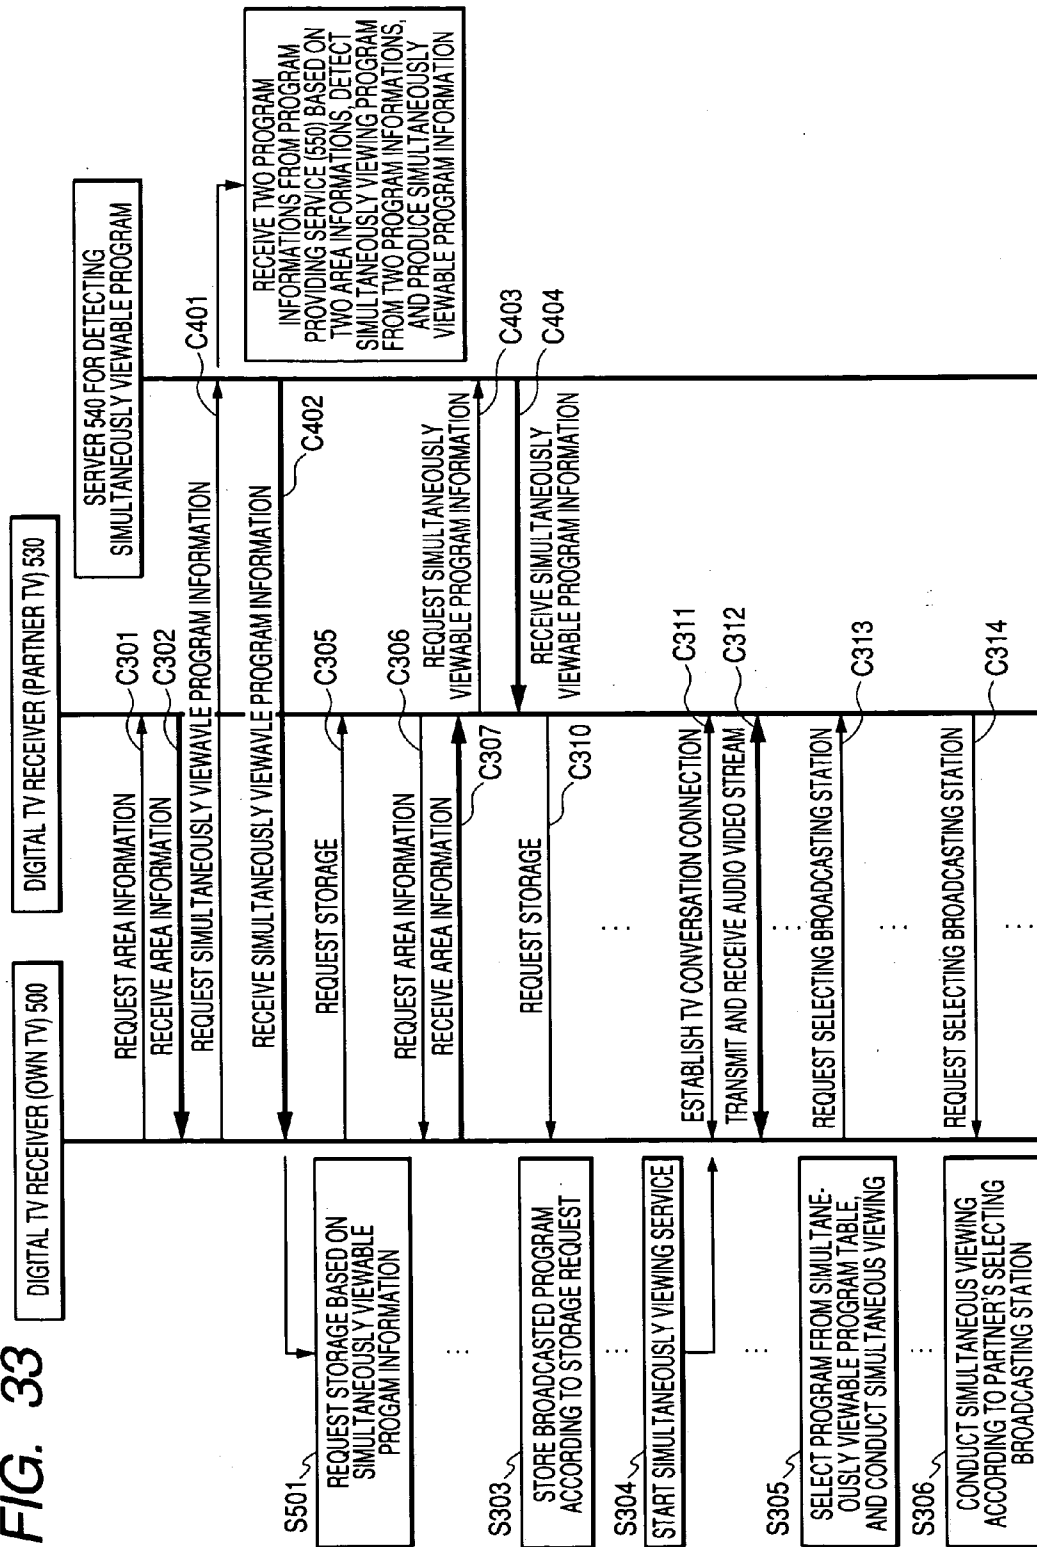 FIG. 33
DIGITAL TV RECEIVER (OWN TV) 500
DIGITAL TV RECEIVER (PARTNER TV) 530
SERVER 540 FOR DETECTING
SIMULTANEOUSLY VIEWABLE PROGRAM
REQUEST AREA INFORMATION
C301
RECEIVE AREA INFORMATION
C302
REQUEST SIMULTANEOUSLY VIEWAVLE PROGRAM INFORMATION
C401
RECEIVE TWO PROGRAM
INFORMATIONS FROM PROGRAM
PROVIDING SERVICE (550) BASED ON
TWO AREA INFORMATIONS, DETECT
SIMULTANEOUSLY VIEWING PROGRAM
FROM TWO PROGRAM INFORMATIONS,
AND PRODUCE SIMULTANEOUSLY
VIEWABLE PROGRAM INFORMATION
RECEIVE SIMULTANEOUSLY VIEWAVLE PROGRAM INFORMATION
C402
S501
REQUEST STORAGE BASED ON
SIMULTANEOUSLY VIEWABLE
PROGAM INFORMATION
REQUEST STORAGE
C305
REQUEST AREA INFORMATION
C306
RECEIVE AREA INFORMATION
C307
REQUEST SIMULTANEOUSLY
VIEWABLE PROGRAM INFORMATION
C403
C404
RECEIVE SIMULTANEOUSLY
VIEWABLE PROGRAM INFORMATION
S303
STORE BROADCASTED PROGRAM
ACCORDING TO STORAGE REQUEST
REQUEST STORAGE
C310
S304
START SIMULTANEOUSLY VIEWING SERVICE
ESTABLISH TV CONVERSATION CONNECTION
C311
TRANSMIT AND RECEIVE AUDIO VIDEO STREAM
C312
S305
SELECT PROGRAM FROM SIMULTANE-
OUSLY VIEWABLE PROGRAM TABLE,
AND CONDUCT SIMULTANEOUS VIEWING
REQUEST SELECTING BROADCASTING STATION
C313
S306
CONDUCT SIMULTANEOUS VIEWING
ACCORDING TO PARTNER'S SELECTING
BROADCASTING STATION
REQUEST SELECTING BROADCASTING STATION
C314